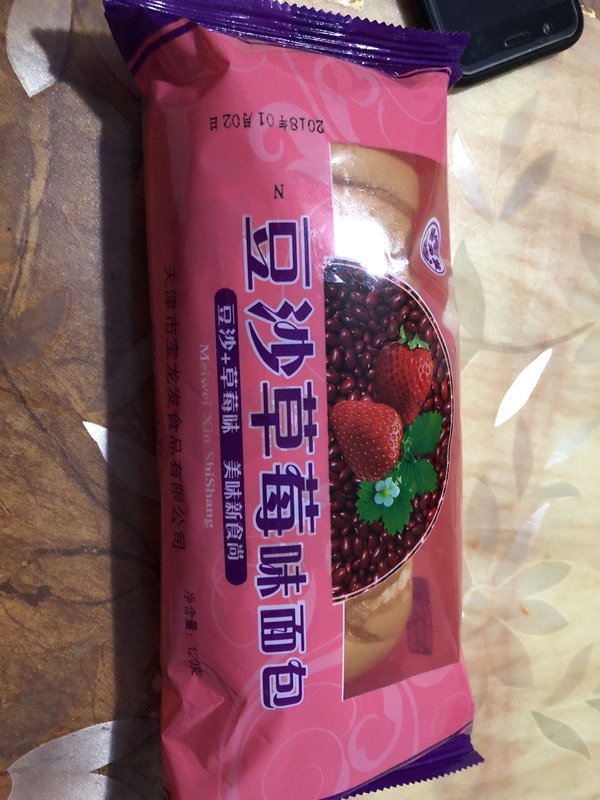 豆沙草莓味面包
豆沙+草莓味 美味新食尚
Meiwei Xin ShiShang
天津市宝龙发食品有限公司
净含量：120克
N
2018年01月02日